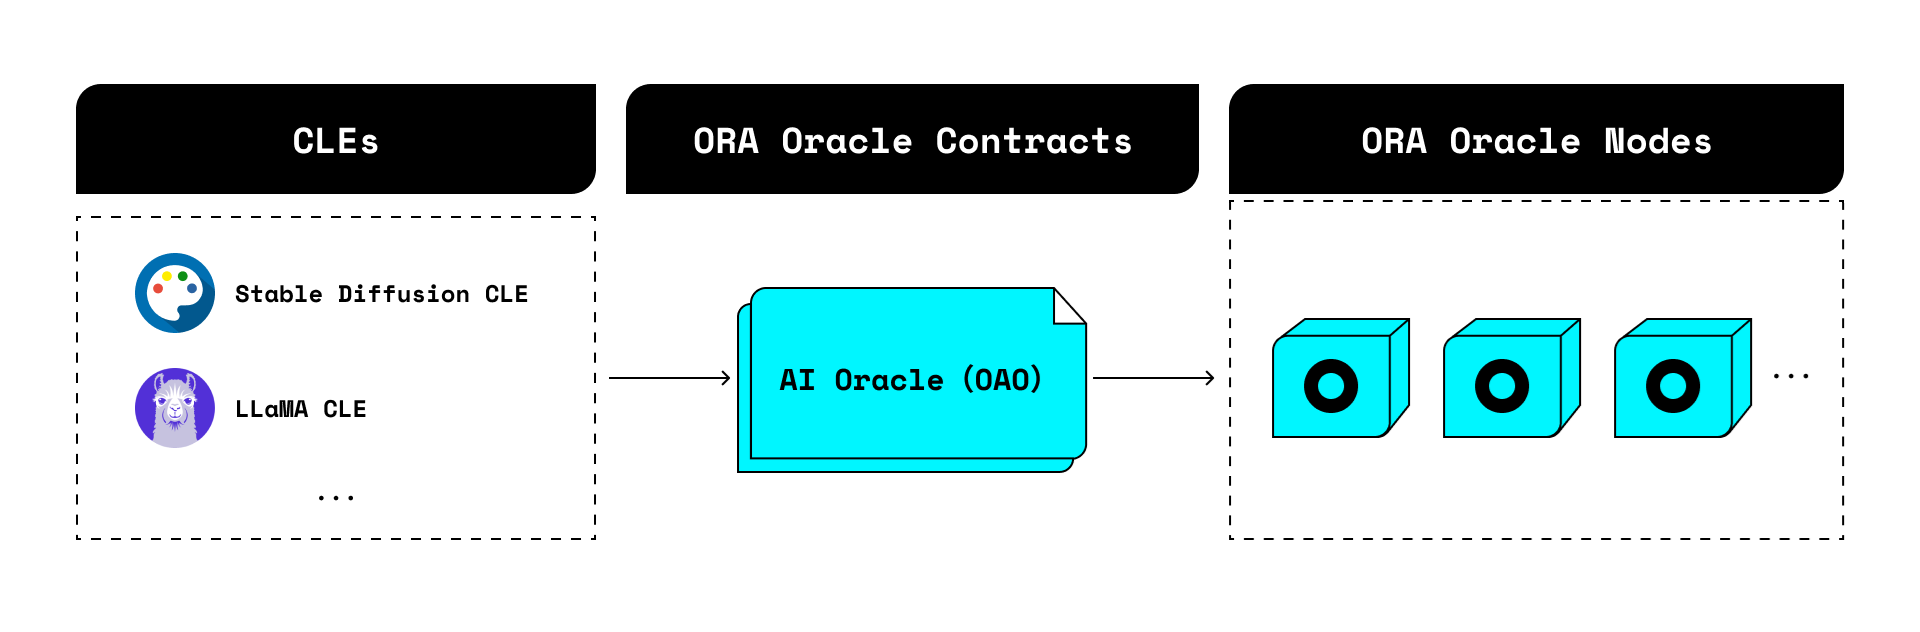 CLEs
ORA Oracle Contracts
ORA Oracle Nodes
Stable Diffusion CLE
LLaMA CLE
...
AI Oracle (OAO)
...